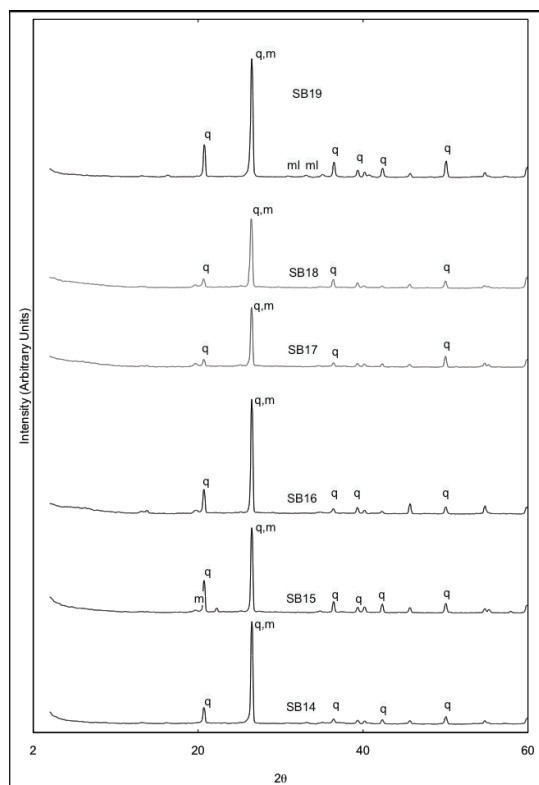 q,m
SB19
q
q
q
q
ml ml
q
q,m
SB18
q
q
q
q,m
SB17
q
q
q
q,m
SB16
q
q
q
q
q,m
q
SB15
m
q
q
q
q
q,m
SB14
q
q
q
q
2
20
40
60
2θ
Intensity (Arbitrary Units)